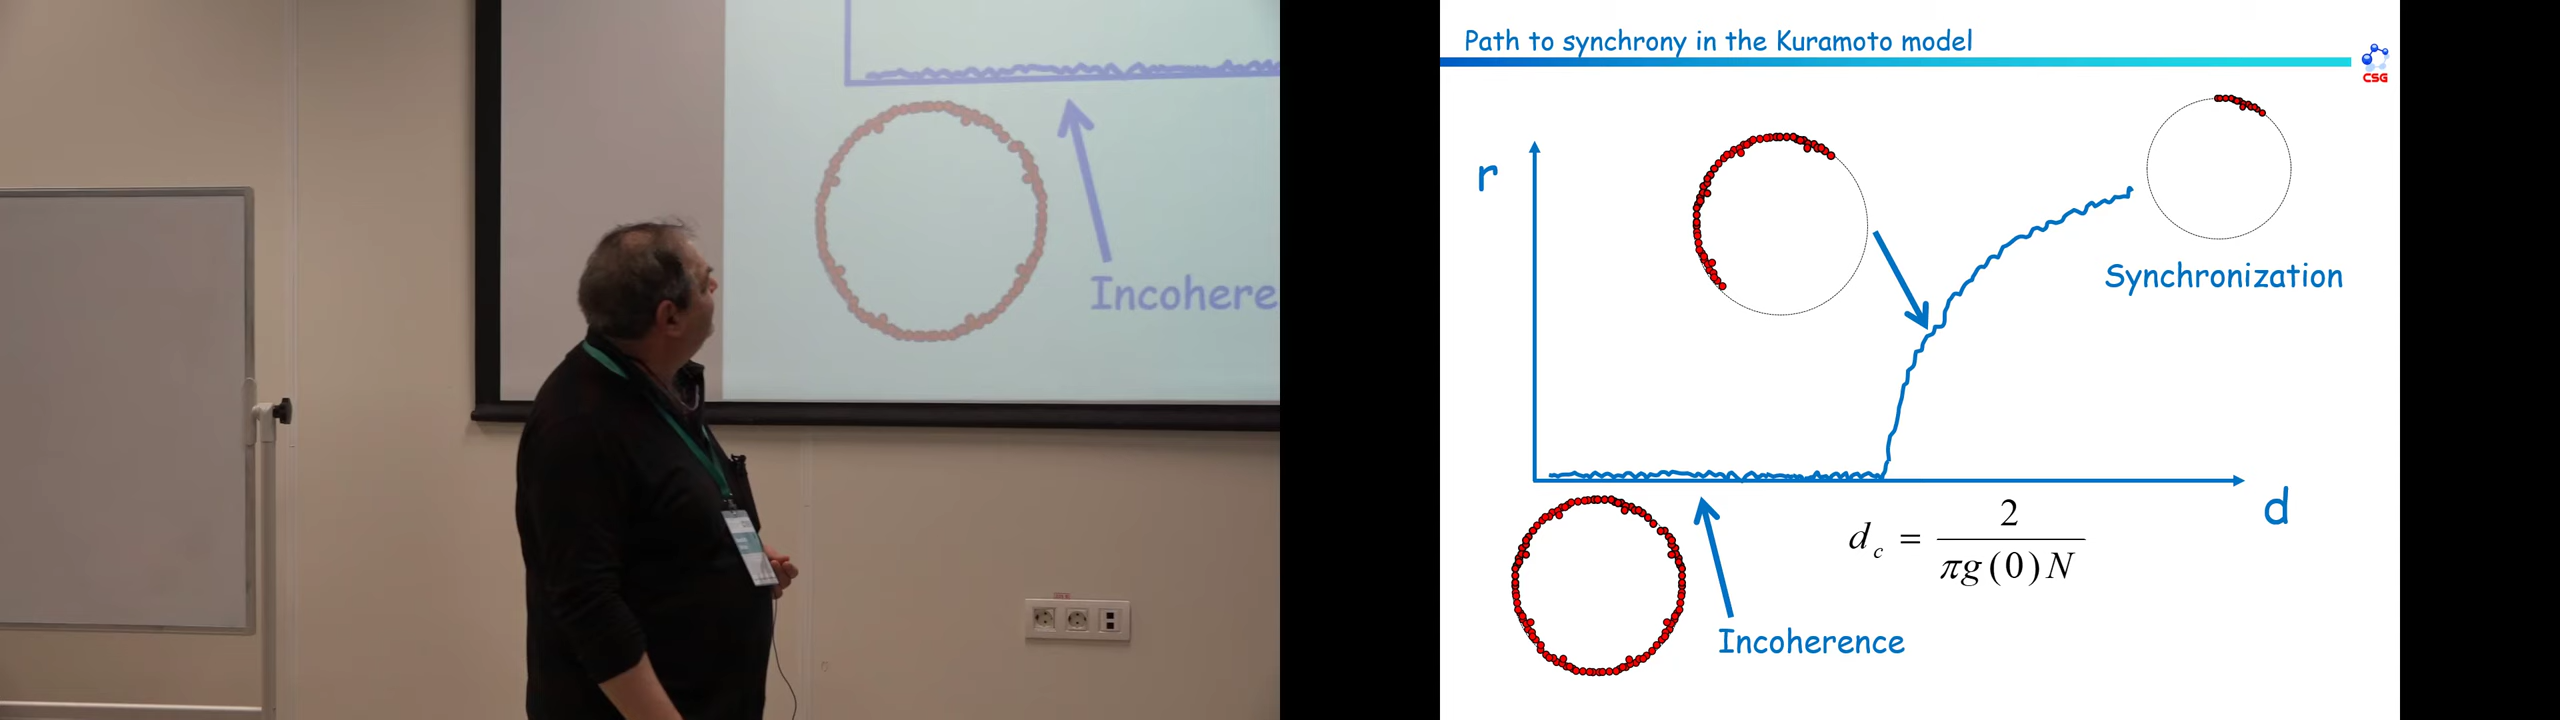 Incohere
Path to synchrony in the Kuramoto model
CSG
r
Synchronization
d
d_c = 2 / πg(0)N
Incoherence